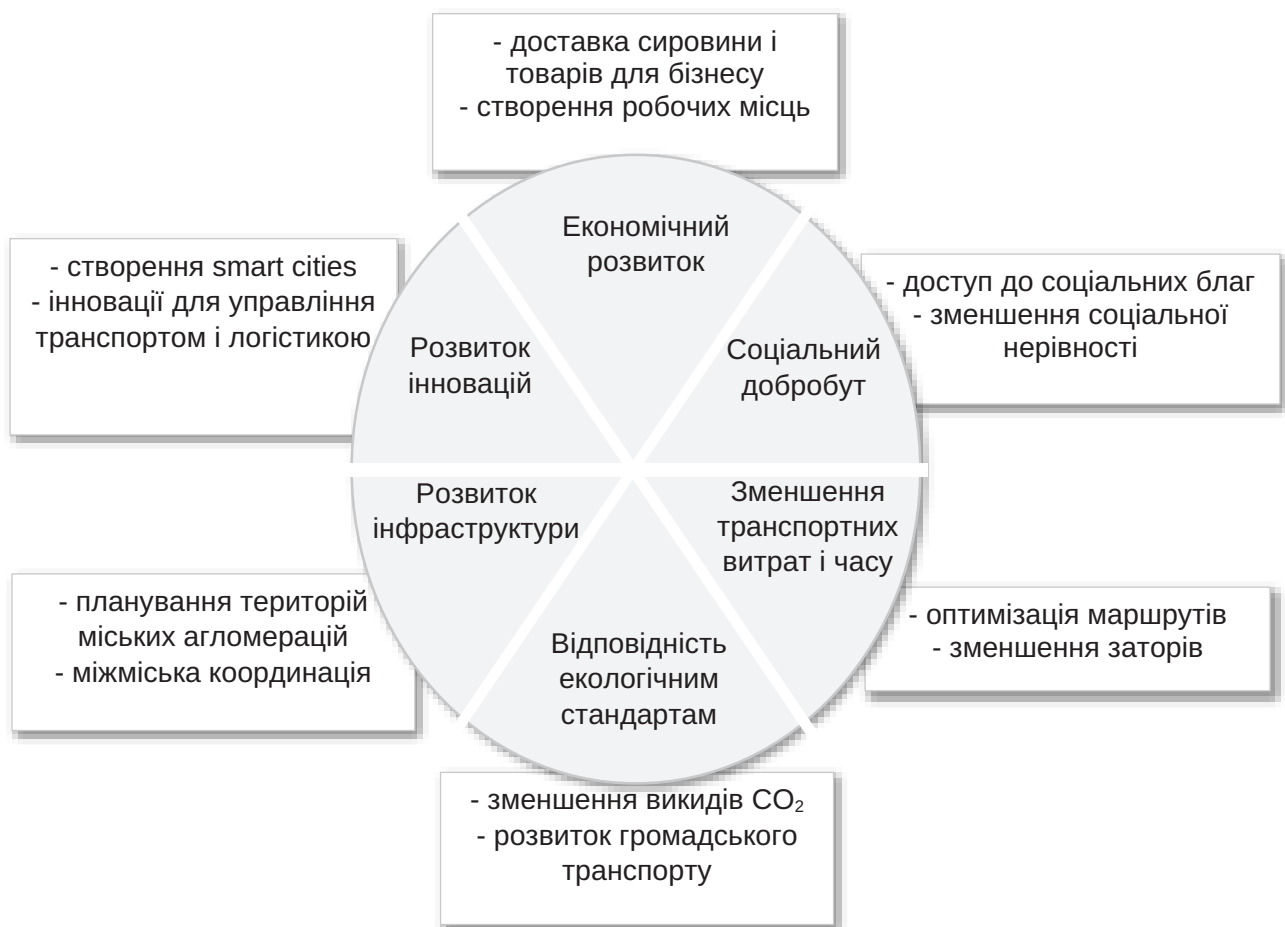 - доставка сировини і
товарів для бізнесу
- створення робочих місць
Економічний
розвиток
- створення smart cities
- інновації для управління
транспортом і логістикою
- доступ до соціальних благ
- зменшення соціальної
нерівності
Розвиток
інновацій
Соціальний
добробут
Розвиток
інфраструктури
Зменшення
транспортних
витрат і часу
- планування територій
міських агломерацій
- міжміська координація
- оптимізація маршрутів
- зменшення заторів
Відповідність
екологічним
стандартам
- зменшення викидів CO₂
- розвиток громадського
транспорту